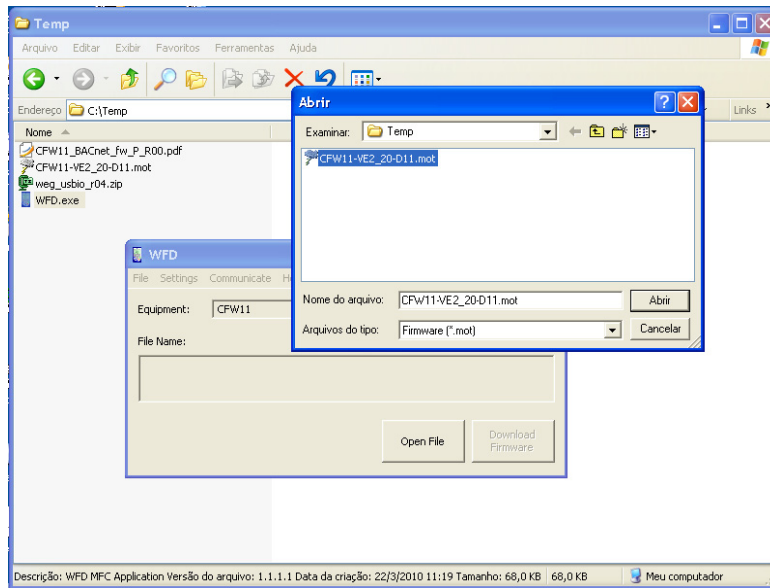 Temp
Arquivo Editar Exibir Favoritos Ferramentas Ajuda
Endereço C:\Temp Links
Nome
CFW11_BACnet_fw_P_R00.pdf
CFW11-VE2_20-D11.mot
weg_usbio_r04.zip
WFD.exe
Abrir
Examinar: Temp
CFW11-VE2_20-D11.mot
Nome do arquivo: CFW11-VE2_20-D11.mot Abrir
Arquivos do tipo: Firmware (*.mot) Cancelar
WFD
File Settings Communicate
Equipment: CFW11
File Name:
Open File
Download
Firmware
Descrição: WFD MFC Application Versão do arquivo: 1.1.1.1 Data da criação: 22/3/2010 11:19 Tamanho: 68,0 KB 68,0 KB Meu computador